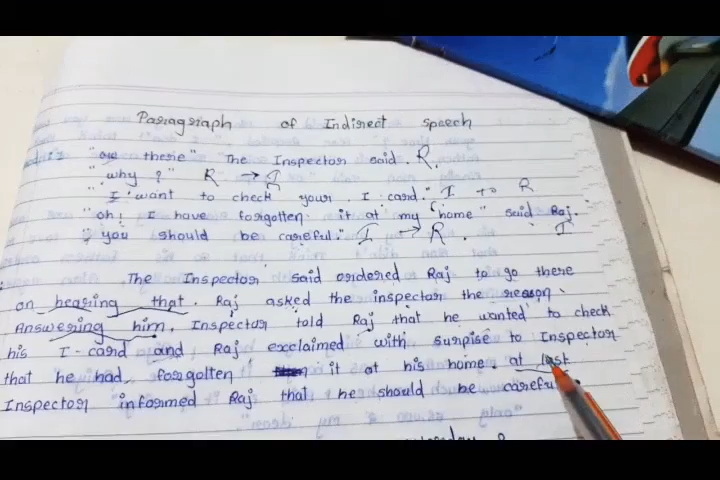 Paragraph of Indirect speech
there" The Inspector said. R.
"why ?" R → I
"I want to check your I card." I to R
"oh! I have forgotten it at my home" said Raj.
"you should be careful." I → R. I
The Inspector said ordered Raj to go there
on hearing that. Raj asked the inspector the reason.
Answering him, Inspector told Raj that he wanted to check
his I-card and Raj exclaimed with surpise to Inspector
that he had forgotten it at his home. at last
Inspector informed Raj that he should be careful.